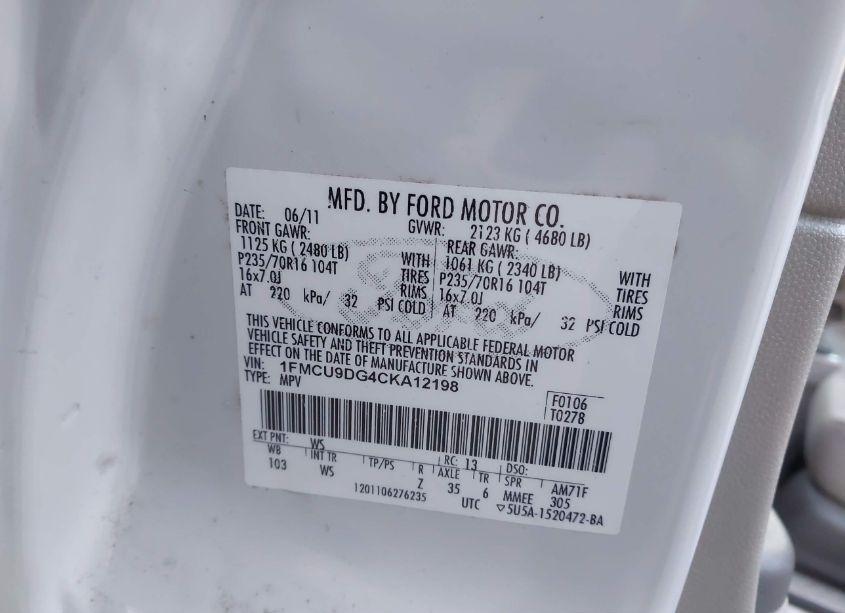 MFD. BY FORD MOTOR CO.
DATE: 06/11 GVWR: 2123 KG ( 4680 LB)
FRONT GAWR: REAR GAWR:
1125 KG ( 2480 LB) WITH 1061 KG ( 2340 LB) WITH
P235/70R16 104T TIRES P235/70R16 104T TIRES
16x7.0J RIMS 16x7.0J RIMS
AT 220 kPa/ 32 PSI COLD AT 220 kPa/ 32 PSI COLD
THIS VEHICLE CONFORMS TO ALL APPLICABLE FEDERAL MOTOR
VEHICLE SAFETY AND THEFT PREVENTION STANDARDS IN
EFFECT ON THE DATE OF MANUFACTURE SHOWN ABOVE.
VIN: 1FMCU9DG4CKA12198
TYPE: MPV
F0106
T0278
EXT PNT: WS RC: 13 DSO:
WB INT TR TP/PS R AXLE TR SPR AM71F
103 WS Z 35 6 MMEE 305
1201106276235 UTC ▽5U5A-1520472-BA